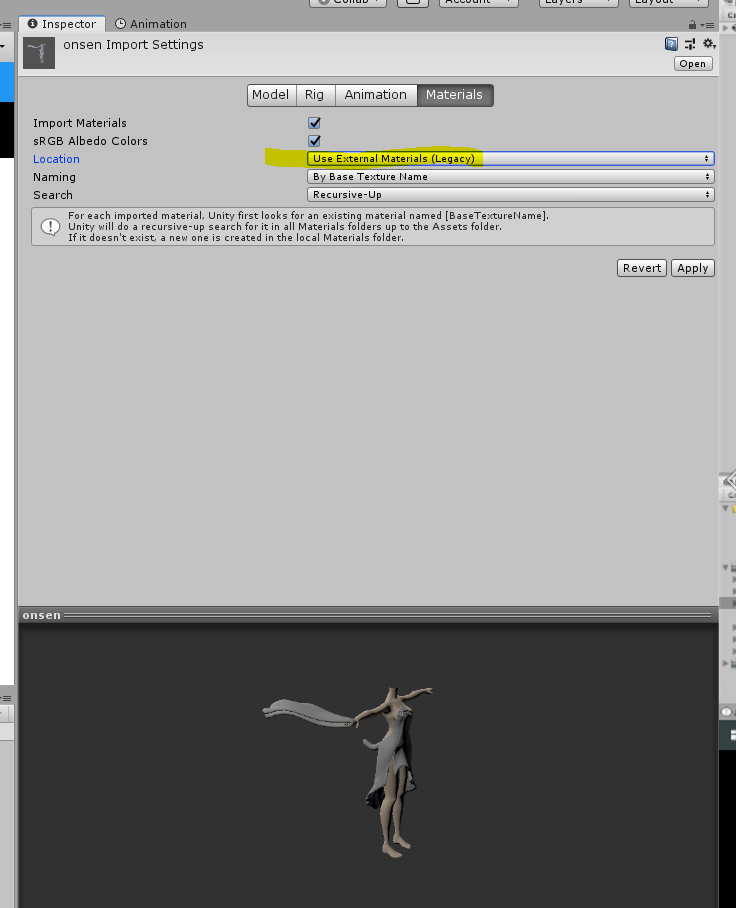 Collab
Account
Layers
Layout
Inspector
Animation
onsen Import Settings
Open
Model
Rig
Animation
Materials
Import Materials
sRGB Albedo Colors
Location
Use External Materials (Legacy)
Naming
By Base Texture Name
Search
Recursive-Up
For each imported material, Unity first looks for an existing material named [BaseTextureName].
Unity will do a recursive-up search for it in all Materials folders up to the Assets folder.
If it doesn't exist, a new one is created in the local Materials folder.
Revert
Apply
onsen